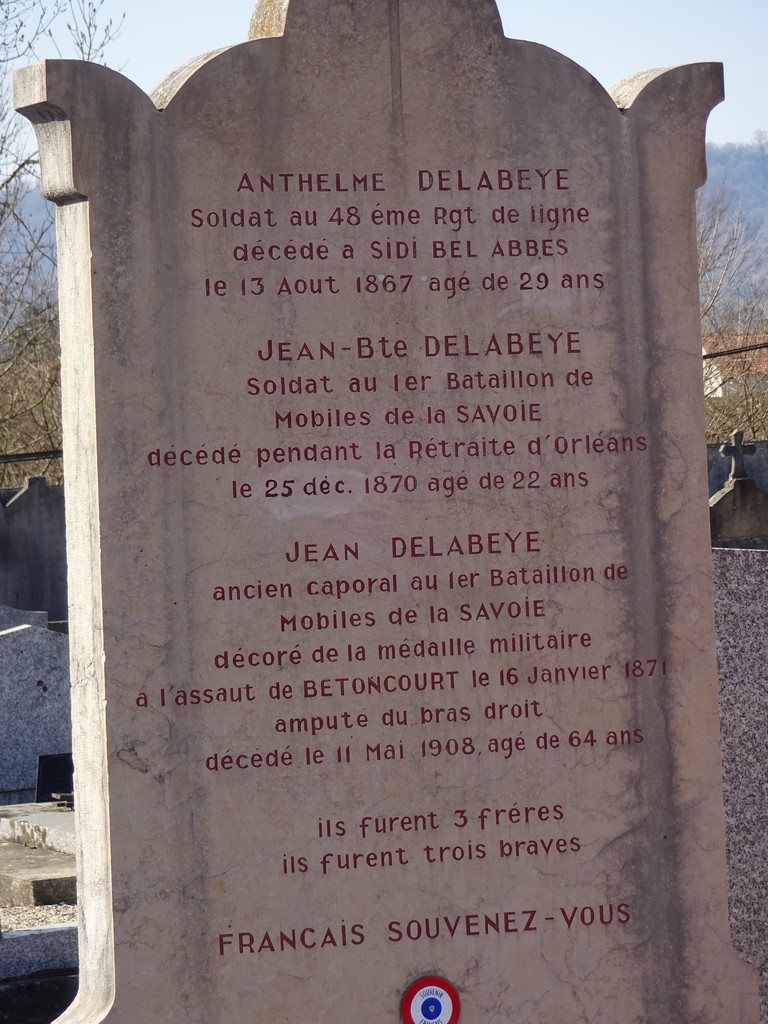 ANTHELME DELABEYE
Soldat au 48 éme Rgt de ligne
décédé a SIDI BEL ABBES
le 13 Aout 1867 agé de 29 ans
JEAN-Bte DELABEYE
Soldat au 1er Bataillon de
Mobiles de la SAVOIE
décédé pendant la Rétraite d'Orléans
le 25 déc. 1870 agé de 22 ans
JEAN DELABEYE
ancien caporal au 1er Bataillon de
Mobiles de la SAVOIE
décoré de la médaille militaire
à l'assaut de BETONCOURT le 16 Janvier 1871
amputé du bras droit
décédé le 11 Mai 1908, agé de 64 ans
ils furent 3 fréres
ils furent trois braves
FRANCAIS SOUVENEZ-VOUS
SOUVENIR
FRANÇAIS